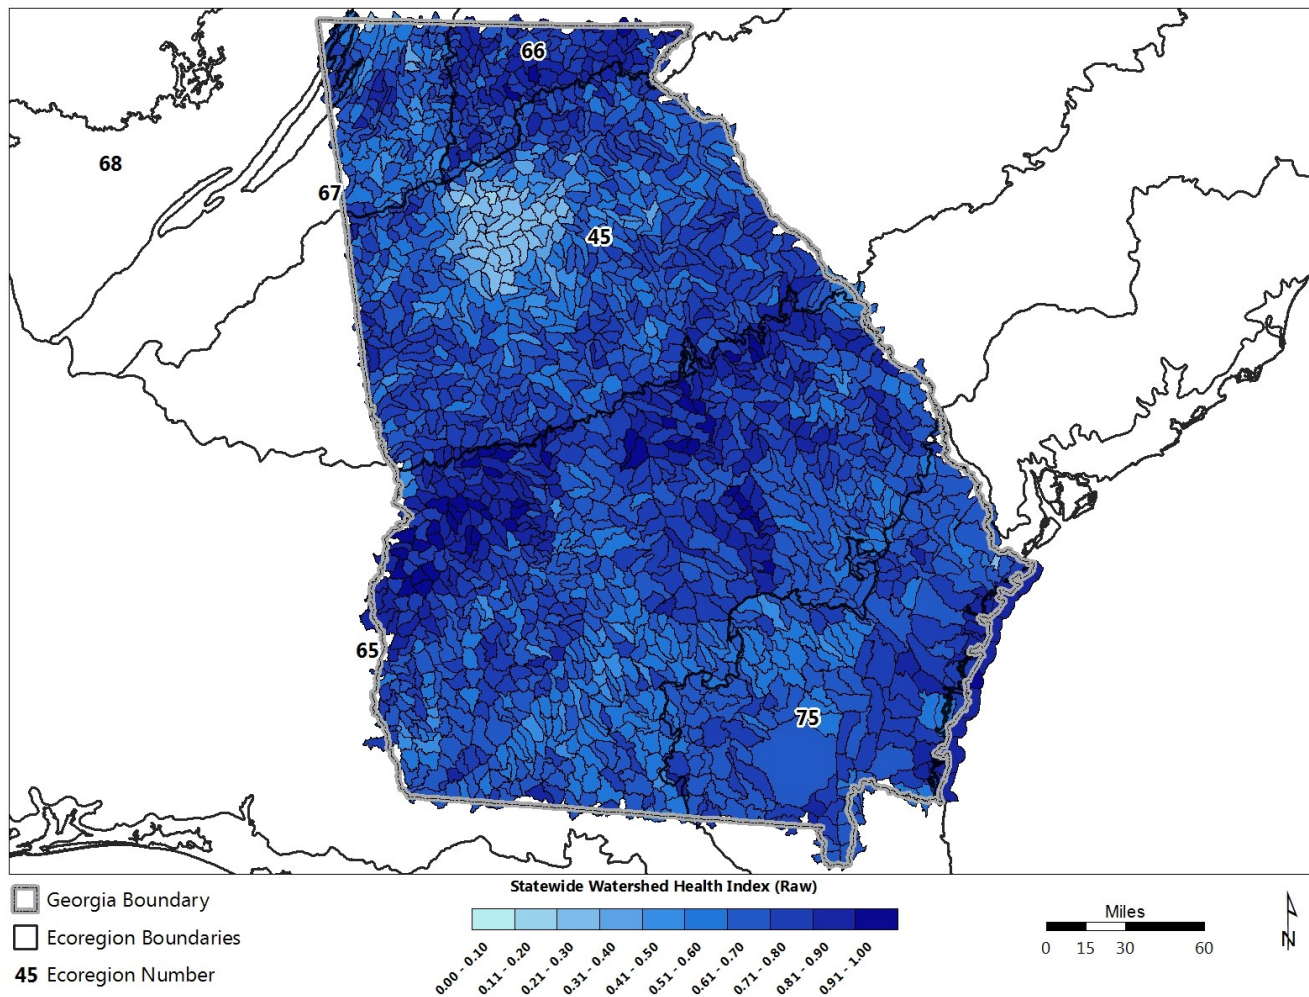 66
68
67
45
65
75
Statewide Watershed Health Index (Raw)
0.00 - 0.10
0.11 - 0.20
0.21 - 0.30
0.31 - 0.40
0.41 - 0.50
0.51 - 0.60
0.61 - 0.70
0.71 - 0.80
0.81 - 0.90
0.91 - 1.000
Georgia Boundary
Ecoregion Boundaries
45 Ecoregion Number
Miles
0 15 30 60
N